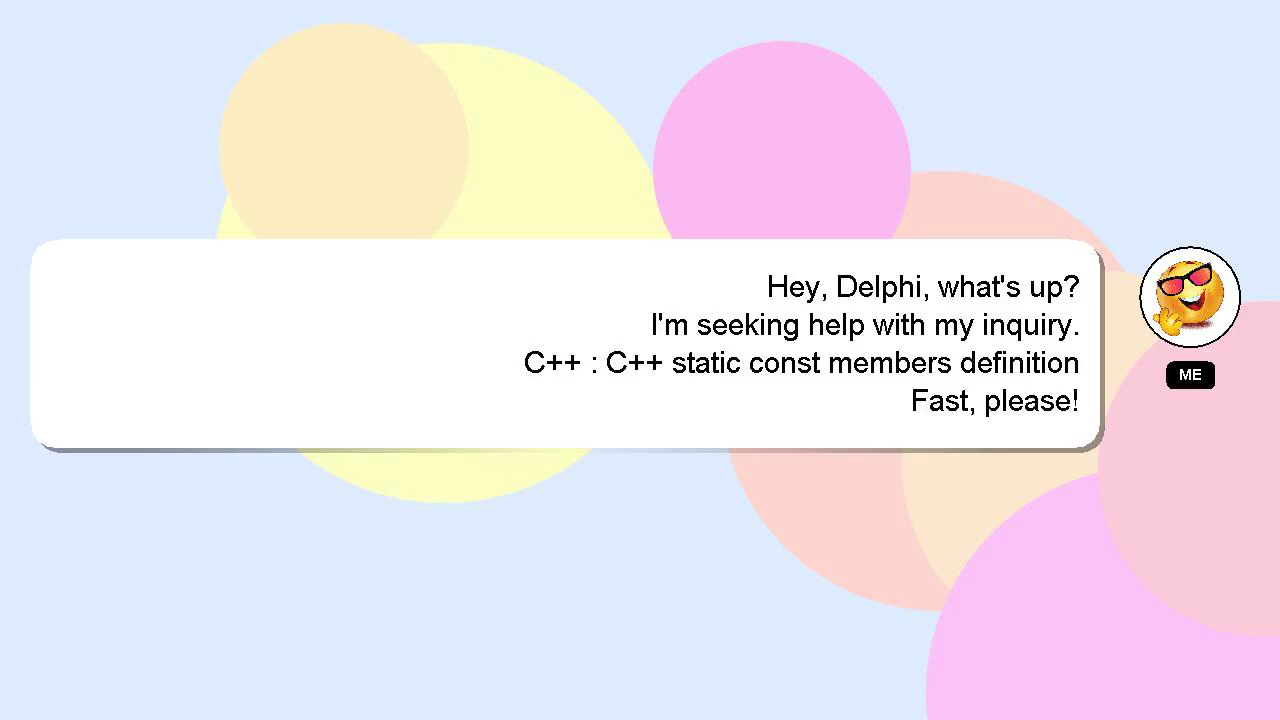 Hey, Delphi, what's up?
I'm seeking help with my inquiry.
C++ : C++ static const members definition
Fast, please!
ME